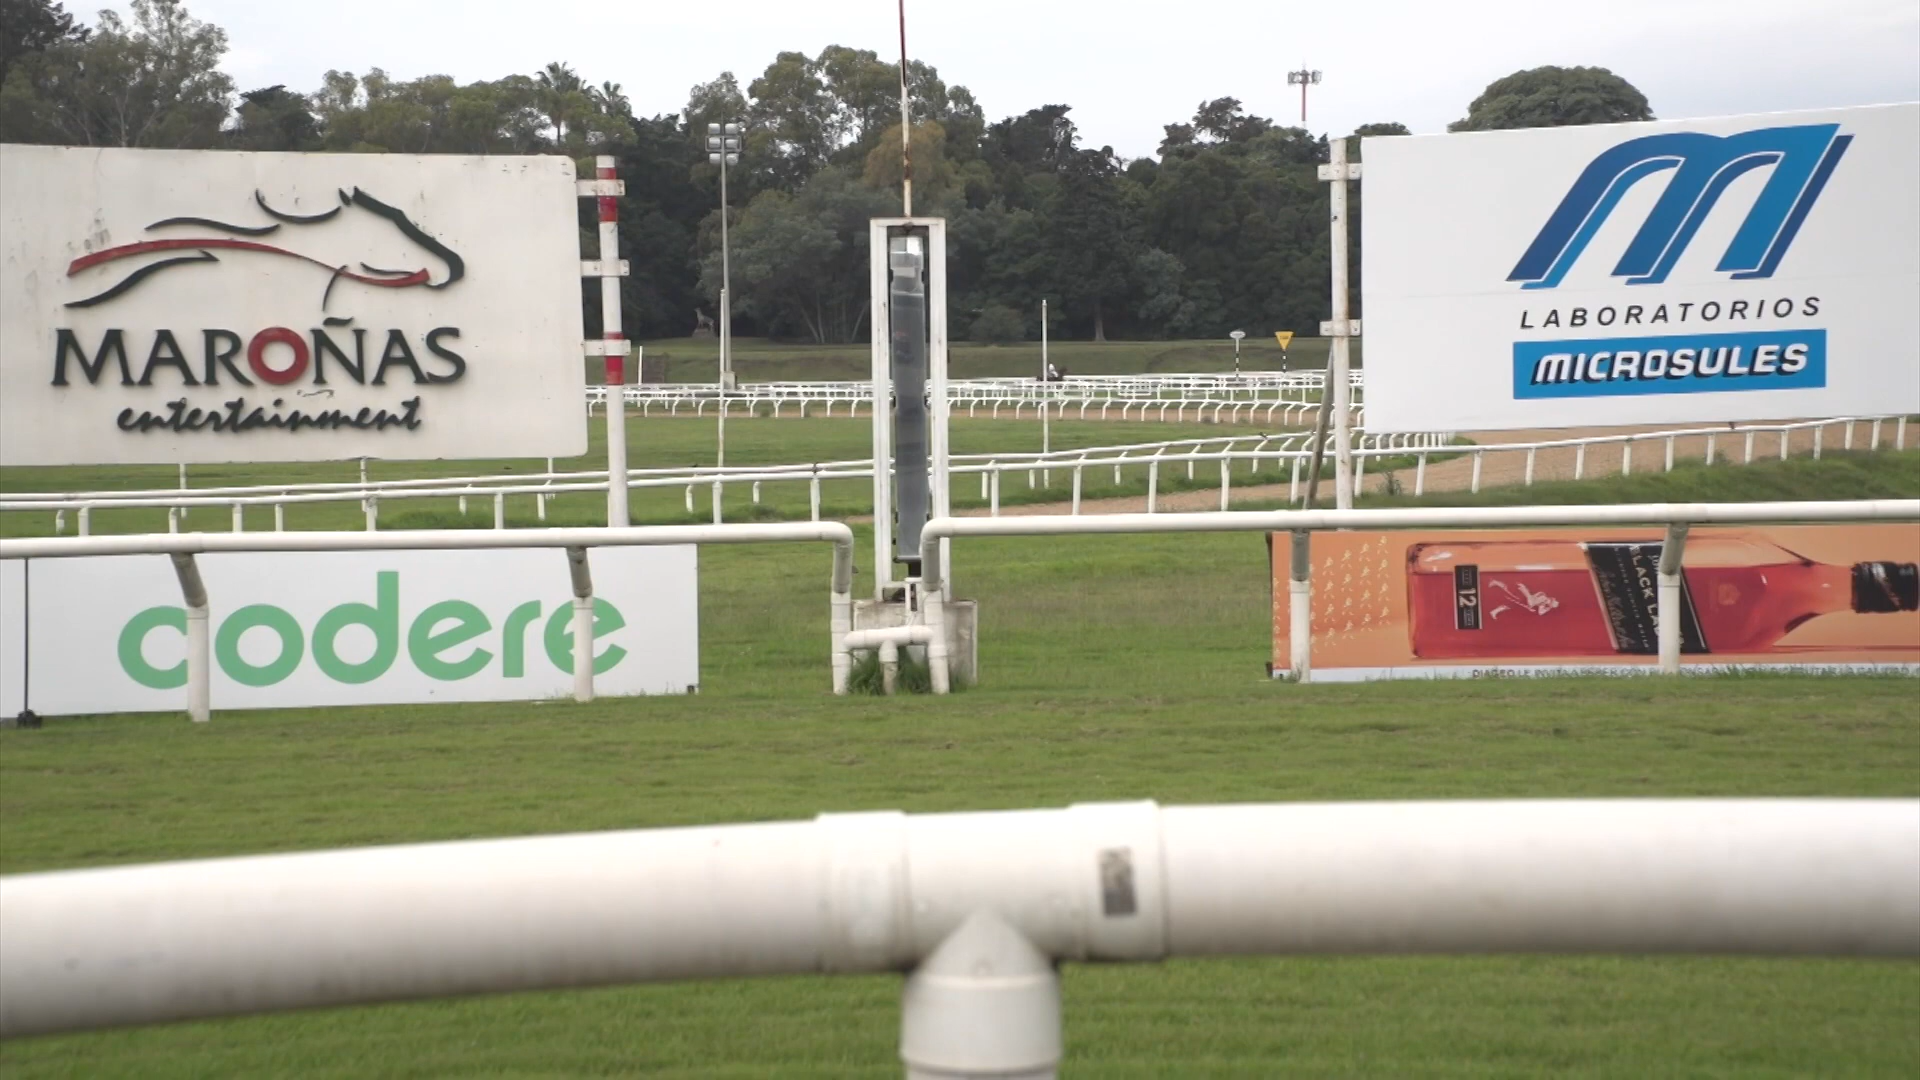 MAROÑAS
entertainment
LABORATORIOS
MICROSULES
codere
12
BLACK LABEL